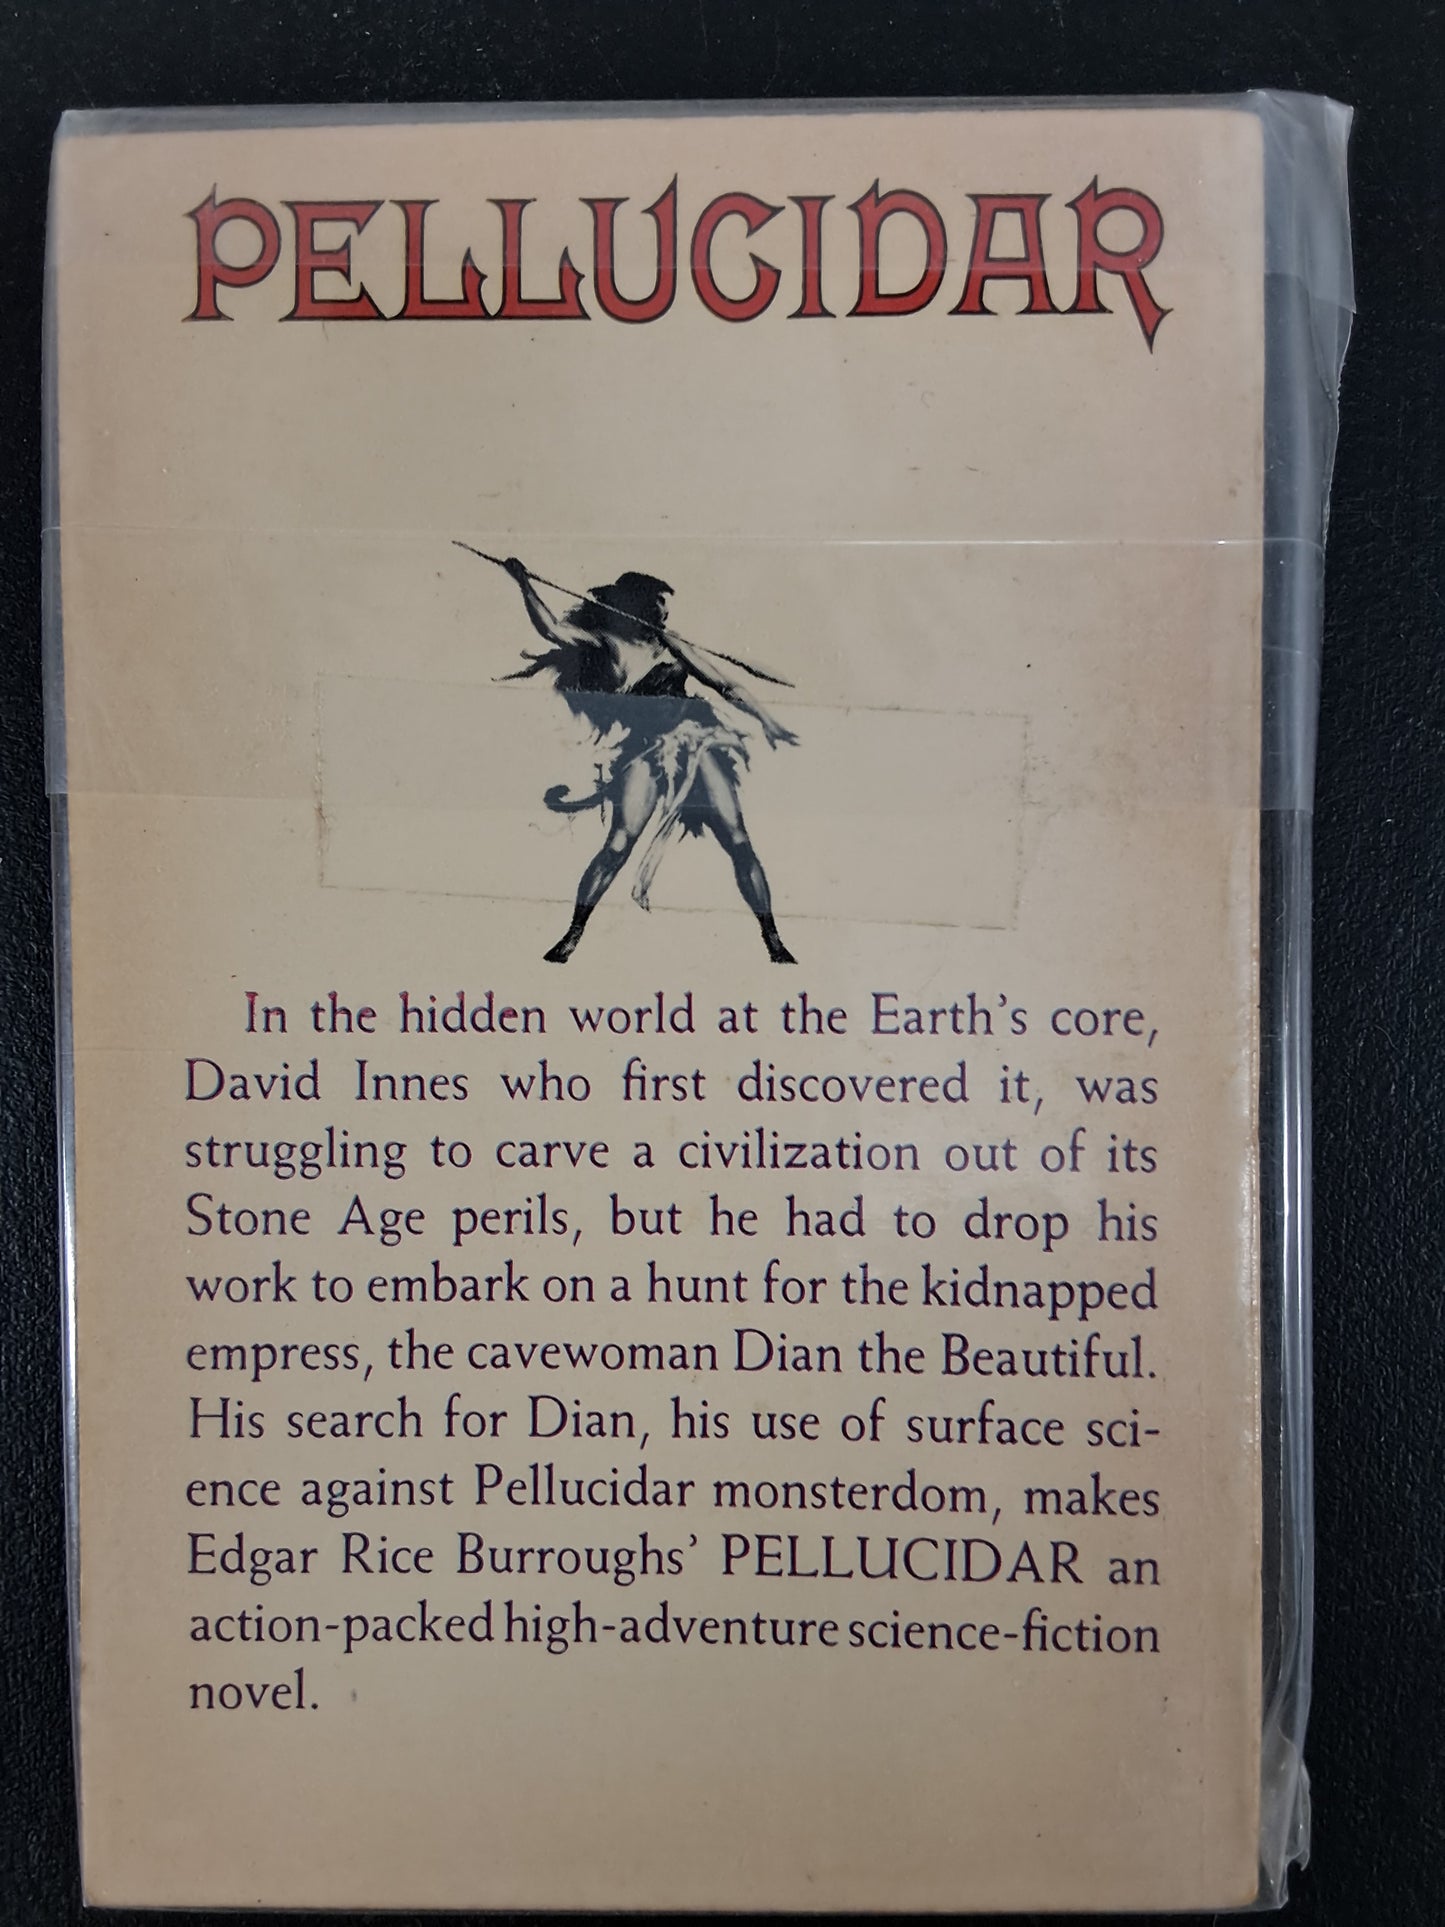 PELLUCIDAR
In the hidden world at the Earth's core,
David Innes who first discovered it, was
struggling to carve a civilization out of its
Stone Age perils, but he had to drop his
work to embark on a hunt for the kidnapped
empress, the cavewoman Dian the Beautiful.
His search for Dian, his use of surface sci-
ence against Pellucidar monsterdom, makes
Edgar Rice Burroughs' PELLUCIDAR an
action-packed high-adventure science-fiction
novel.